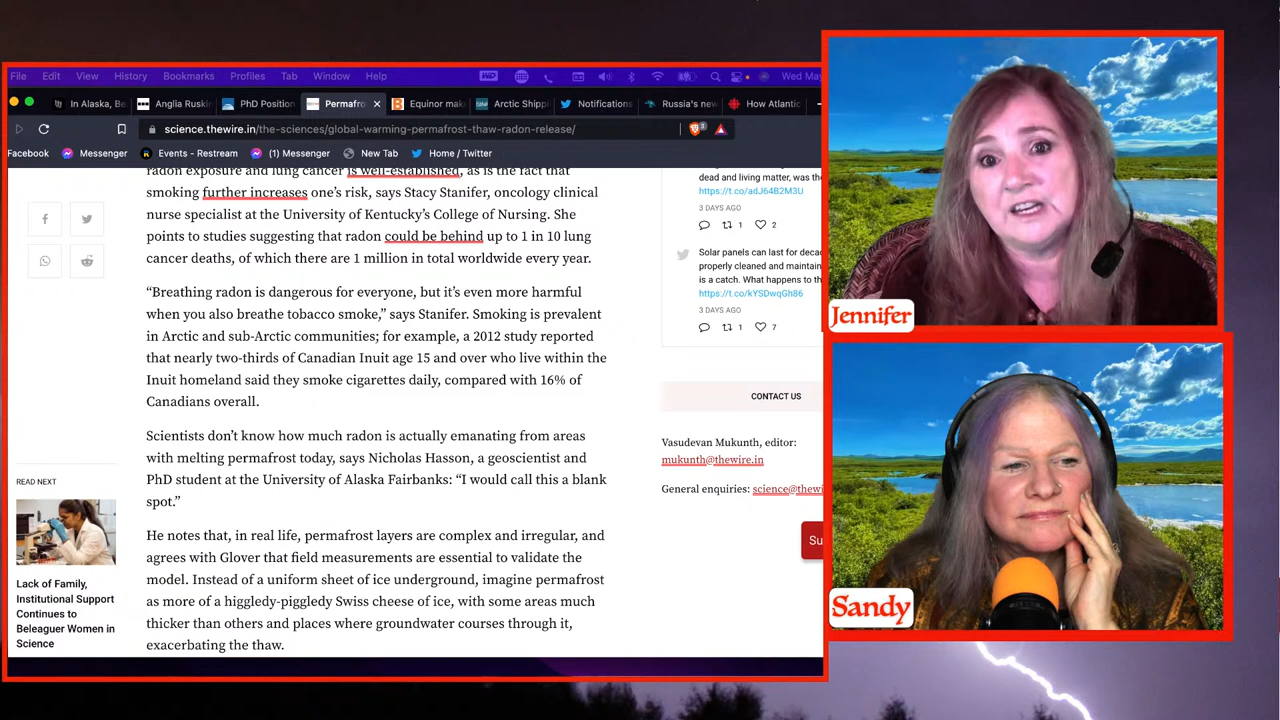 File Edit View History Bookmarks Profiles Tab Window Help
HD
Wed May
In Alaska, Be
Anglia Ruski
PhD Position
Permafro
Equinor mak
Arctic Shippi
Notifications
Russia's new
How Atlantic
science.thewire.in/the-sciences/global-warming-permafrost-thaw-radon-release/
3
Facebook
Messenger
Events - Restream
(1) Messenger
New Tab
Home / Twitter
radon exposure and lung cancer is well-established, as is the fact that
smoking further increases one's risk, says Stacy Stanifer, oncology clinical
nurse specialist at the University of Kentucky's College of Nursing. She
points to studies suggesting that radon could be behind up to 1 in 10 lung
cancer deaths, of which there are 1 million in total worldwide every year.
“Breathing radon is dangerous for everyone, but it's even more harmful
when you also breathe tobacco smoke,” says Stanifer. Smoking is prevalent
in Arctic and sub-Arctic communities; for example, a 2012 study reported
that nearly two-thirds of Canadian Inuit age 15 and over who live within the
Inuit homeland said they smoke cigarettes daily, compared with 16% of
Canadians overall.
Scientists don't know how much radon is actually emanating from areas
with melting permafrost today, says Nicholas Hasson, a geoscientist and
PhD student at the University of Alaska Fairbanks: “I would call this a blank
spot.”
He notes that, in real life, permafrost layers are complex and irregular, and
agrees with Glover that field measurements are essential to validate the
model. Instead of a uniform sheet of ice underground, imagine permafrost
as more of a higgledy-piggledy Swiss cheese of ice, with some areas much
thicker than others and places where groundwater courses through it,
exacerbating the thaw.
READ NEXT
Lack of Family,
Institutional Support
Continues to
Beleaguer Women in
Science
dead and living matter, was the
https://t.co/adJ64B2M3U
3 DAYS AGO
1
2
Solar panels can last for decad
properly cleaned and maintain
is a catch. What happens to th
https://t.co/kYSDwqGh86
3 DAYS AGO
1
7
CONTACT US
Vasudevan Mukunth, editor:
mukunth@thewire.in
General enquiries: science@thewi
Su
Jennifer
Sandy